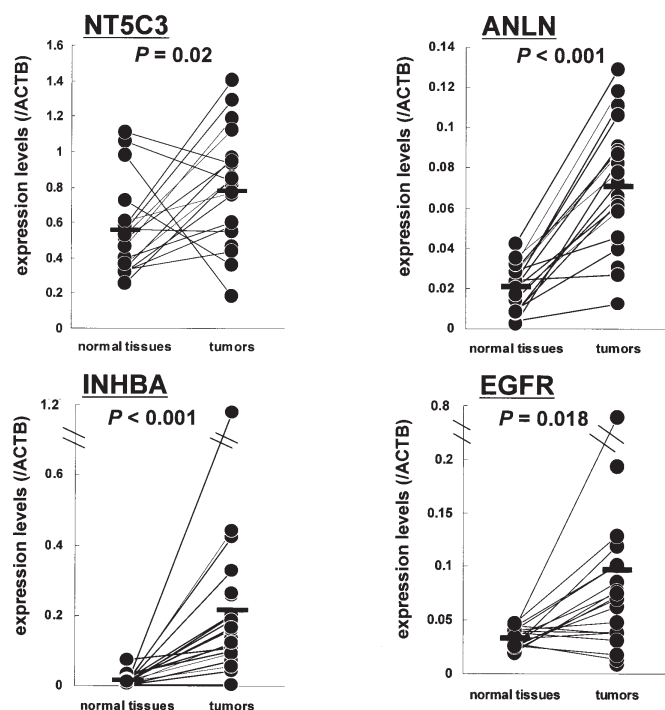 NT5C3
P = 0.02
expression levels (/ACTB)
1.6
1.4
1.2
1
0.8
0.6
0.4
0.2
0
normal tissues
tumors
ANLN
P < 0.001
expression levels (/ACTB)
0.14
0.12
0.1
0.08
0.06
0.04
0.02
0
normal tissues
tumors
INHBA
P < 0.001
expression levels (/ACTB)
1.2
0.6
0.4
0.2
0
normal tissues
tumors
EGFR
P = 0.018
expression levels (/ACTB)
0.8
0.2
0.15
0.1
0.05
0
normal tissues
tumors